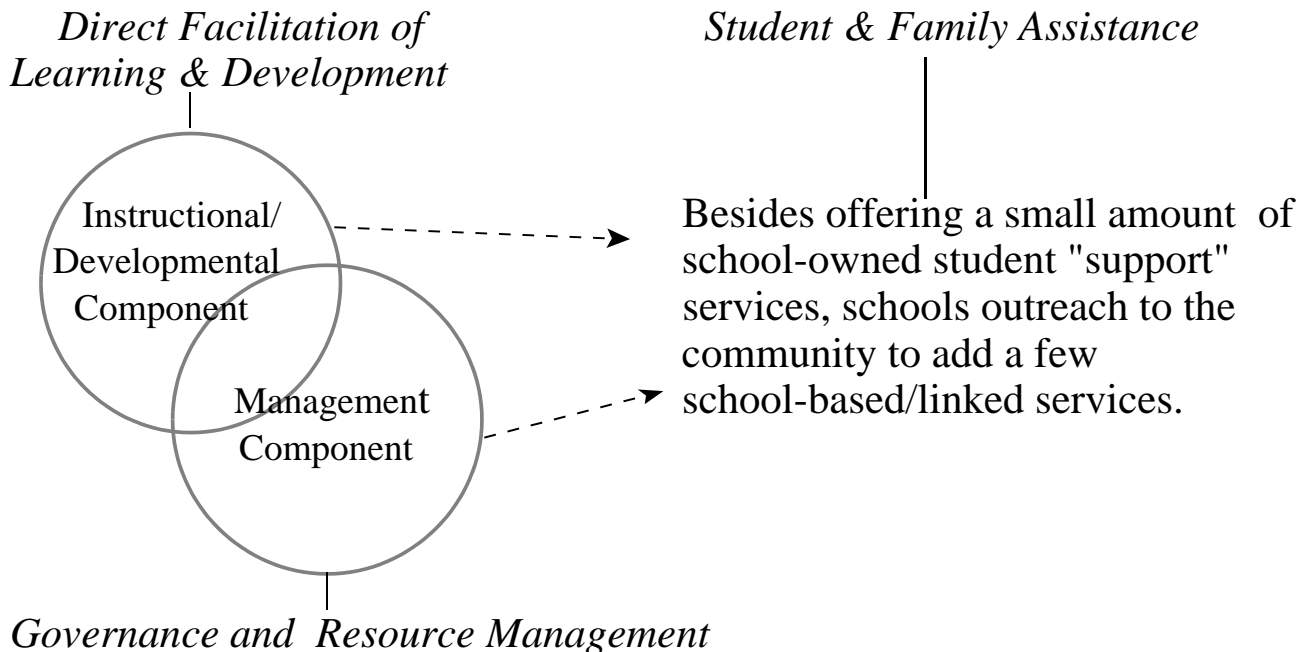 Direct Facilitation of
Learning & Development
Student & Family Assistance
Instructional/
Developmental
Component
Management
Component
Besides offering a small amount  of
school-owned student "support"
services, schools outreach to the
community to add a few
school-based/linked services.
Governance and  Resource Management